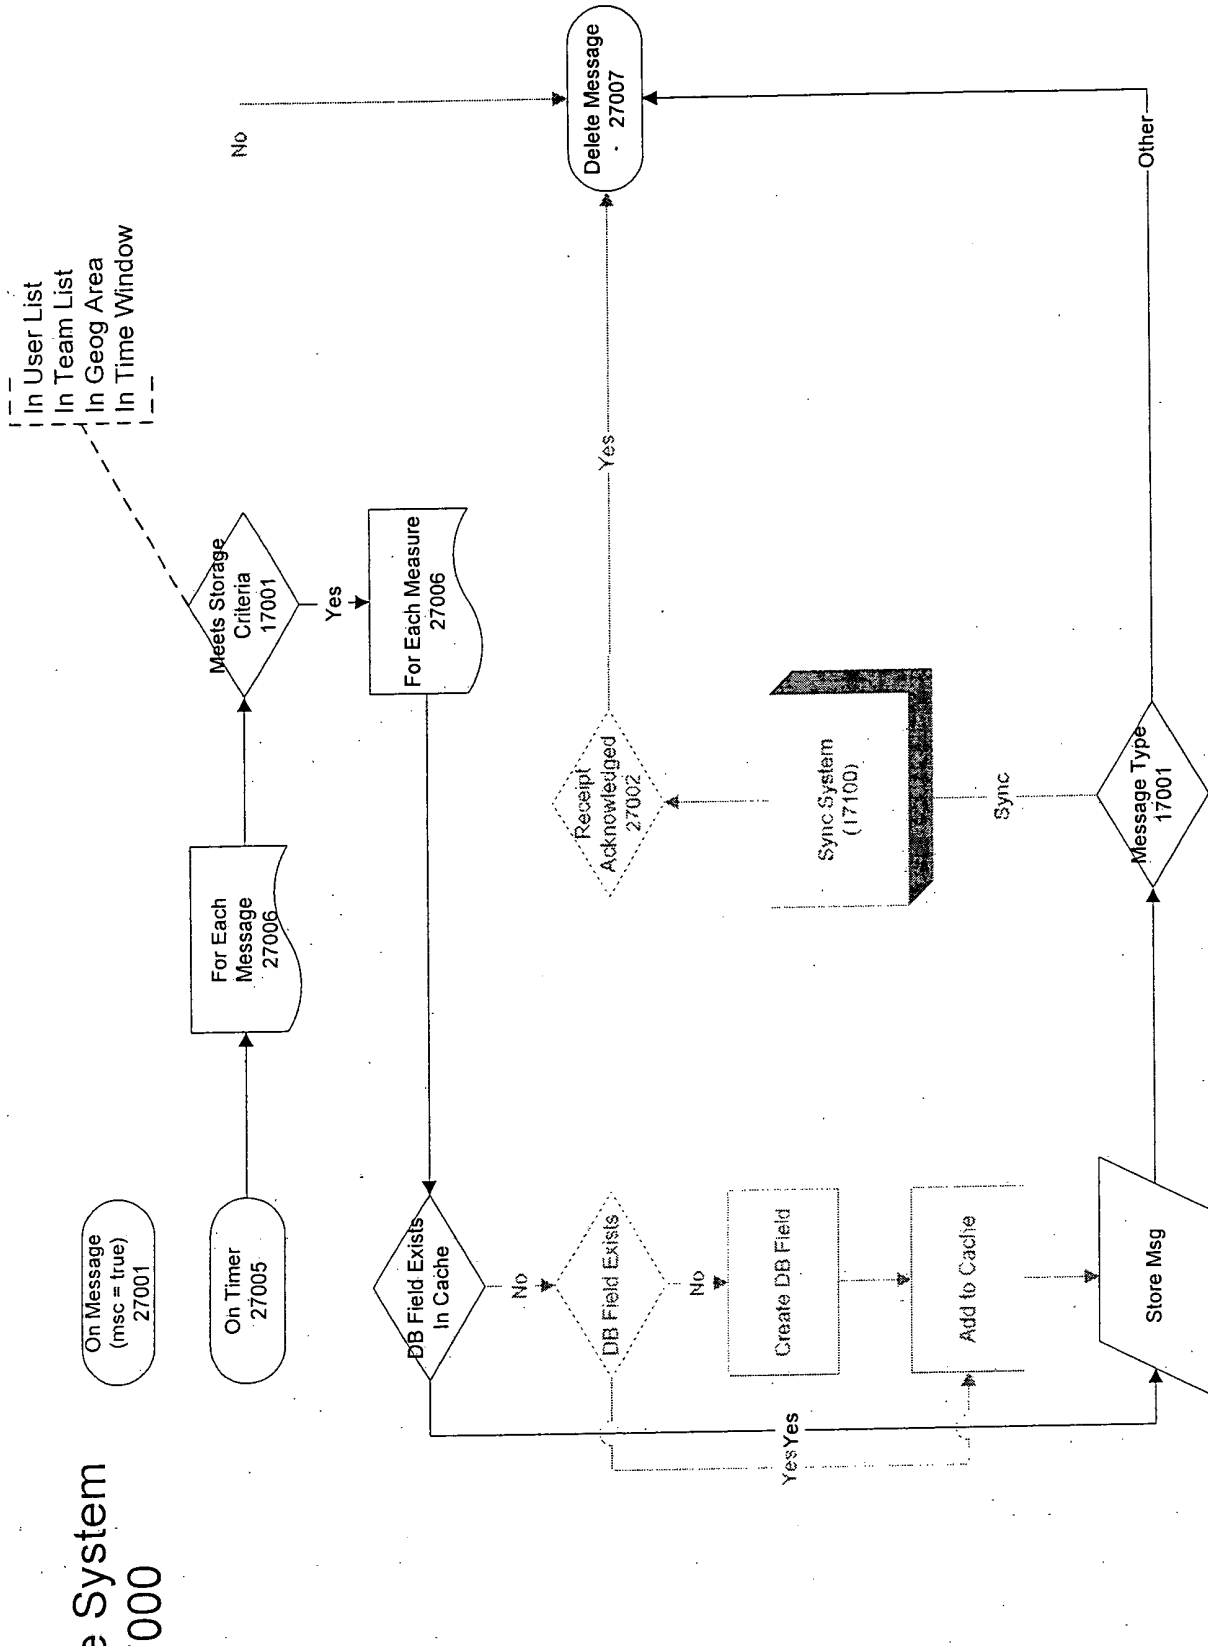 System
On Message
(msc = true)
27001
On Timer
27005
For Each
Message
27006
Meets Storage
Criteria
17001
In User List
In Team List
In Geog Area
In Time Window
No
Yes
For Each Measure
27006
DB Field Exists
In Cache
No
DB Field Exists
No
Create DB Field
Add to Cache
YesYes
Store Msg
Message Type
17001
Sync
Sync System
(17100)
Receipt
Acknowledged
27002
Yes
Other
Delete Message
- 27007